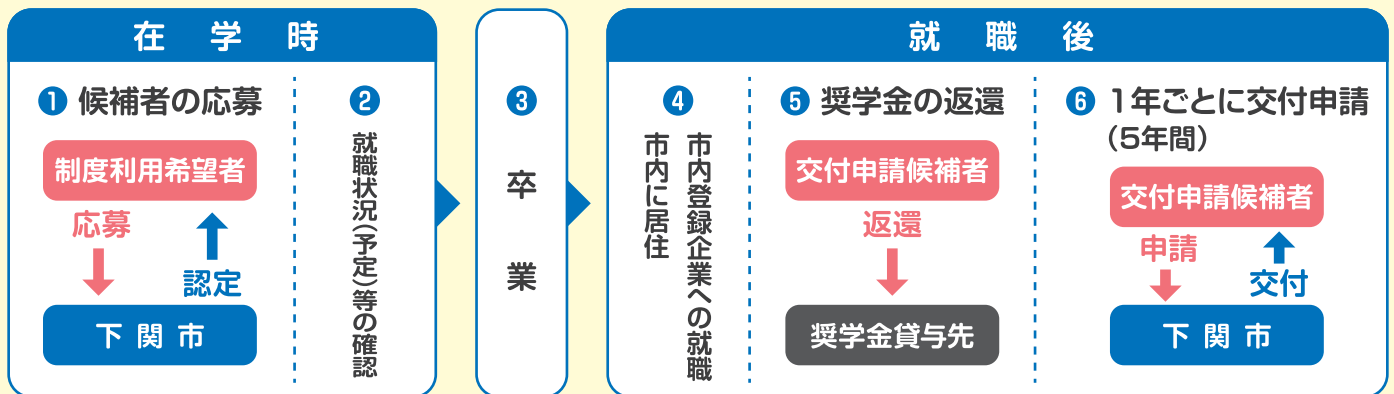 在学時
❶ 候補者の応募
制度利用希望者
応募
認定
下関市
❷
就職状況(予定)等の確認
❸
卒業
就職後
❹
市内登録企業への就職
市内に居住
❺ 奨学金の返還
交付申請候補者
返還
奨学金貸与先
❻ 1年ごとに交付申請
(5年間)
交付申請候補者
申請
交付
下関市